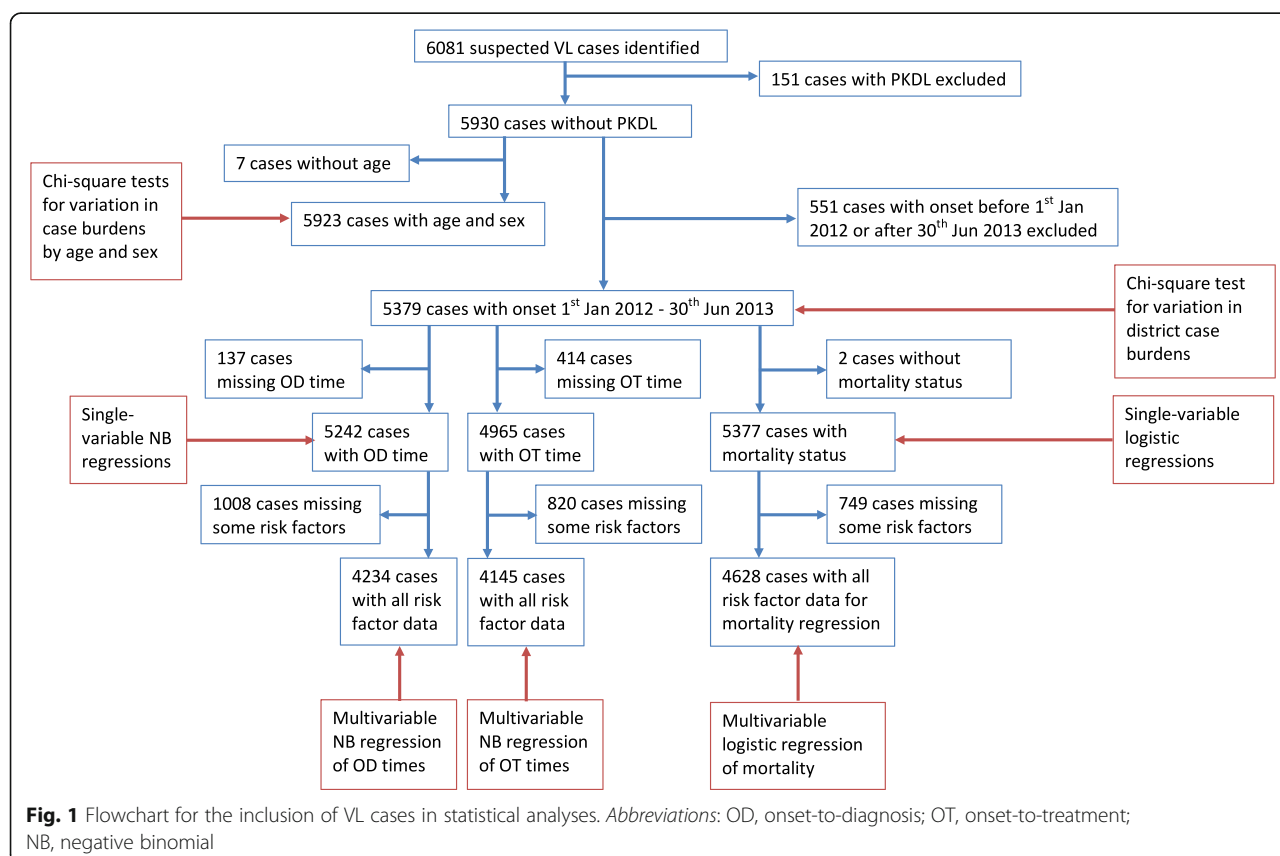 6081 suspected VL cases identified
151 cases with PKDL excluded
5930 cases without PKDL
7 cases without age
Chi-square tests
for variation in
case burdens
by age and sex
5923 cases with age and sex
551 cases with onset before 1st Jan
2012 or after 30th Jun 2013 excluded
5379 cases with onset 1st Jan 2012 - 30th Jun 2013
Chi-square test
for variation in
district case
burdens
137 cases
missing OD time
414 cases
missing OT time
2 cases without
mortality status
Single-
variable NB
regressions
5242 cases
with OD time
4965 cases
with OT time
5377 cases with
mortality status
Single-variable
logistic
regressions
1008 cases missing
some risk factors
820 cases missing
some risk factors
749 cases missing
some risk factors
4234 cases
with all risk
factor data
4145 cases
with all risk
factor data
4628 cases with all
risk factor data for
mortality regression
Multivariable
NB regression
of OD times
Multivariable
NB regression
of OT times
Multivariable
logistic regression
of mortality
Fig. 1 Flowchart for the inclusion of VL cases in statistical analyses. Abbreviations: OD, onset-to-diagnosis; OT, onset-to-treatment;
NB, negative binomial